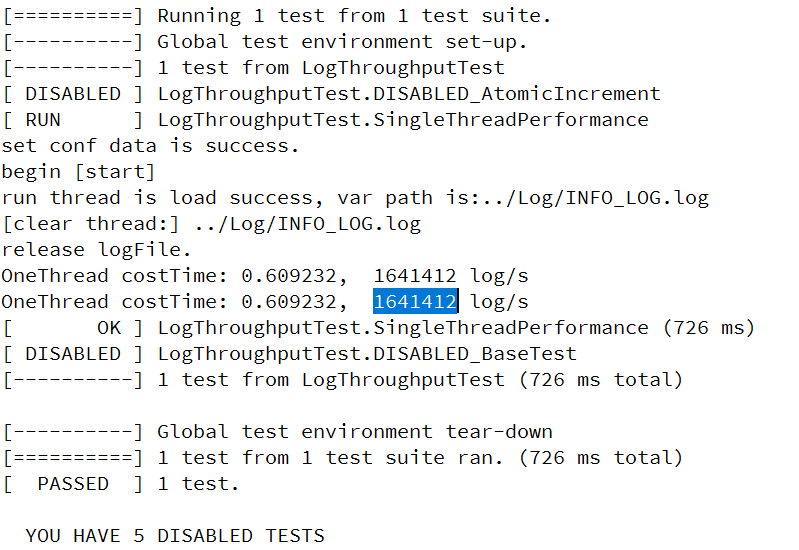 [==========] Running 1 test from 1 test suite.
[----------] Global test environment set-up.
[----------] 1 test from LogThroughputTest
[ DISABLED ] LogThroughputTest.DISABLED_AtomicIncrement
[ RUN      ] LogThroughputTest.SingleThreadPerformance
set conf data is success.
begin [start]
run thread is load success, var path is:../Log/INFO_LOG.log
[clear thread:] ../Log/INFO_LOG.log
release logFile.
OneThread costTime: 0.609232,  1641412 log/s
OneThread costTime: 0.609232,  1641412 log/s
[       OK ] LogThroughputTest.SingleThreadPerformance (726 ms)
[ DISABLED ] LogThroughputTest.DISABLED_BaseTest
[----------] 1 test from LogThroughputTest (726 ms total)

[----------] Global test environment tear-down
[==========] 1 test from 1 test suite ran. (726 ms total)
[  PASSED  ] 1 test.

  YOU HAVE 5 DISABLED TESTS